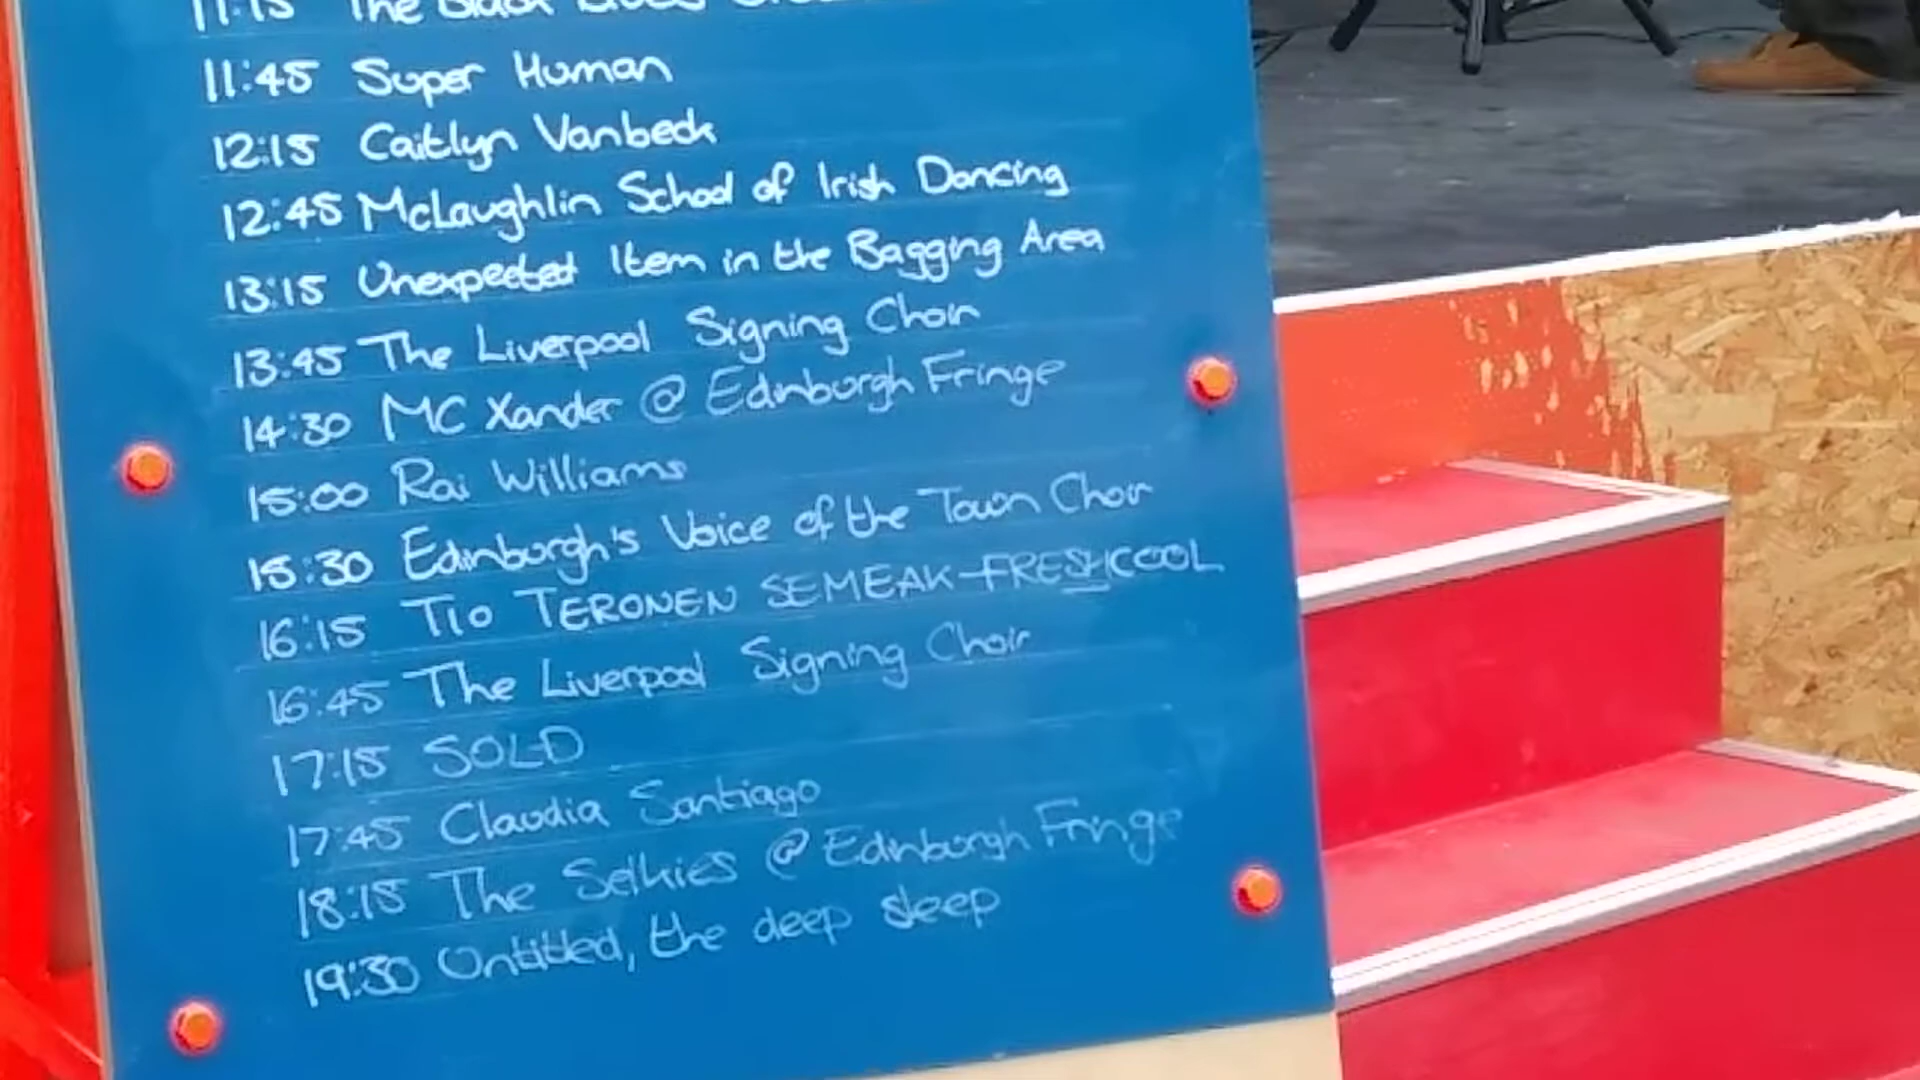 11:15 The Black
11:45 Super Human
12:15 Caitlyn Vanbeck
12:45 McLaughlin School of Irish Dancing
13:15 Unexpected Item in the Bagging Area
13:45 The Liverpool Signing Choir
14:30 MC Xander @ Edinburgh Fringe
15:00 Rai Williams
15:30 Edinburgh's Voice of the Town Choir
16:15 TIO TERONEN SEMEAK-FRESHCOOL
16:45 The Liverpool Signing Choir
17:15 SOLD
17:45 Claudia Santiago
18:15 The Selkies @ Edinburgh Fringe
19:30 Untitled, the deep sleep